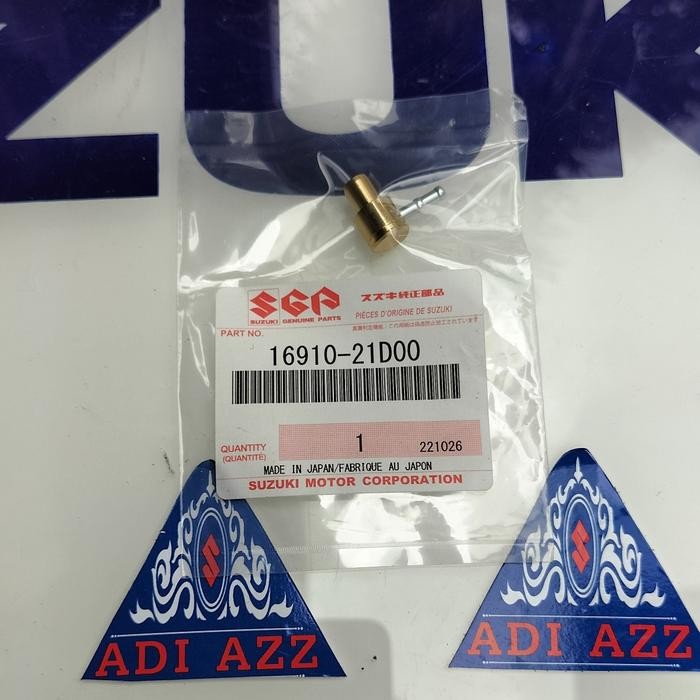 ZUK
SGP
SUZUKI GENUINE PARTS
スズキ純正部品
PIÈCES D'ORIGINE DE SUZUKI
PART NO.
16910-21D00
QUANTITY
(QUANTITÉ)
1
221026
MADE IN JAPAN/FABRIQUE AU JAPON
SUZUKI MOTOR CORPORATION
ADI AZZ
ADI AZZ